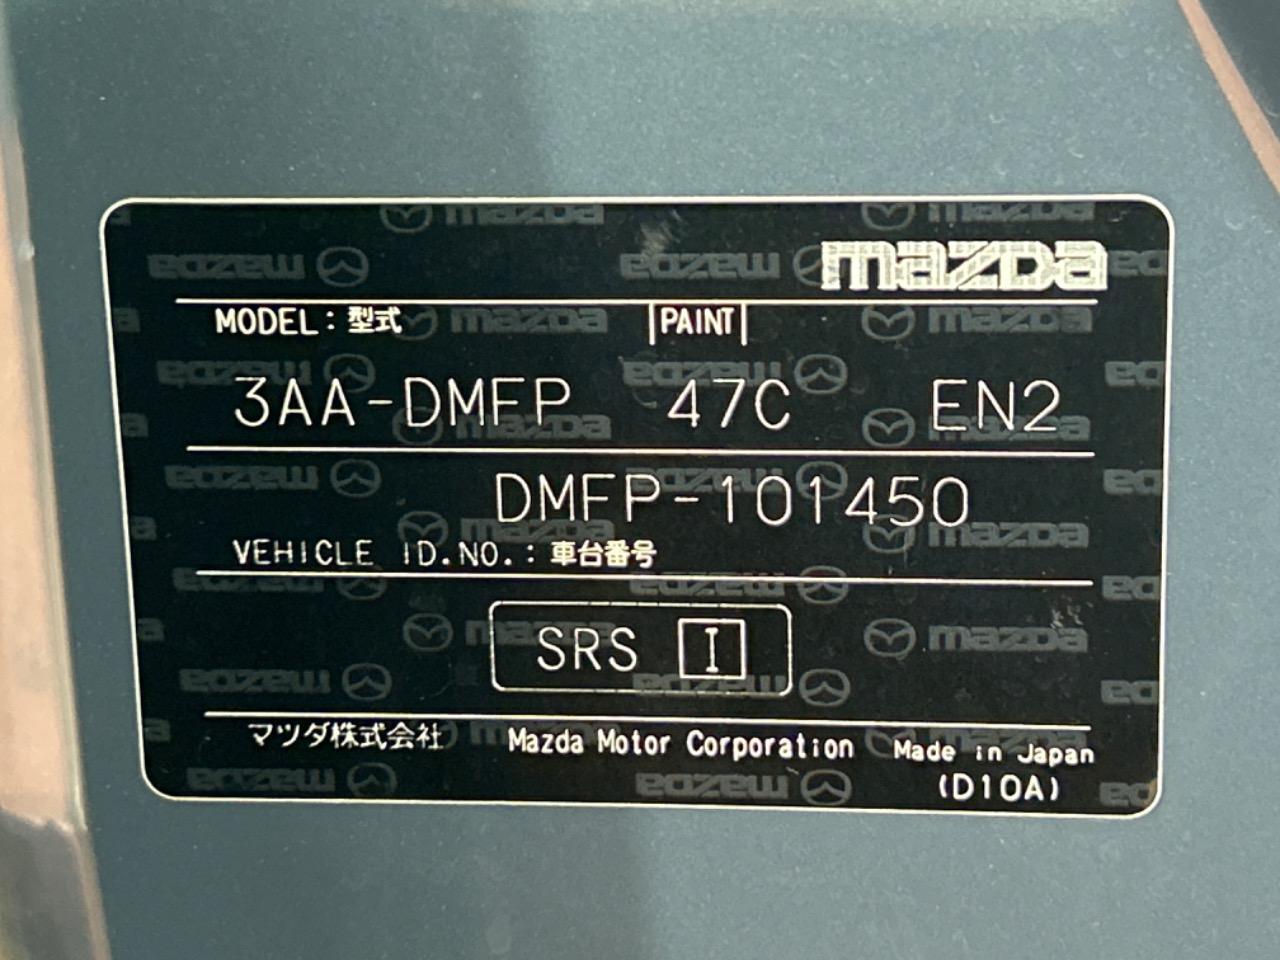 mazda
MODEL：型式 PAINT
3AA-DMFP 47C EN2
DMFP-101450
VEHICLE ID.NO.：車台番号
SRS I
マツダ株式会社 Mazda Motor Corporation Made in Japan
(D10A)